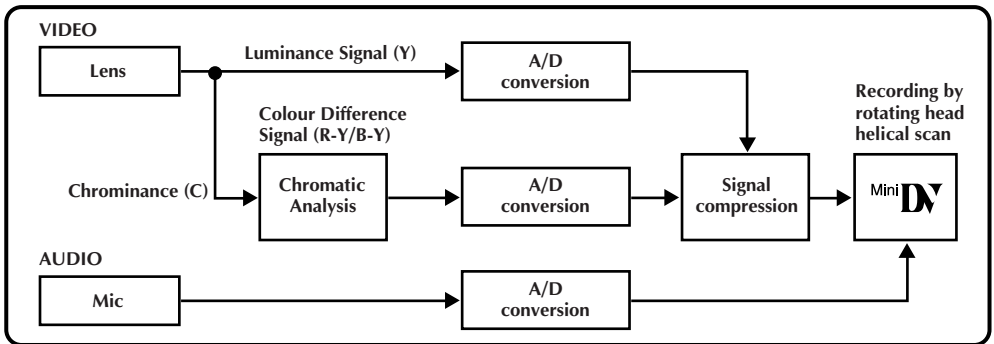 VIDEO
Lens
Luminance Signal (Y)
A/D
conversion
Colour Difference
Signal (R-Y/B-Y)
Chrominance (C)
Chromatic
Analysis
A/D
conversion
Signal
compression
Recording by
rotating head
helical scan
Mini DV
AUDIO
Mic
A/D
conversion